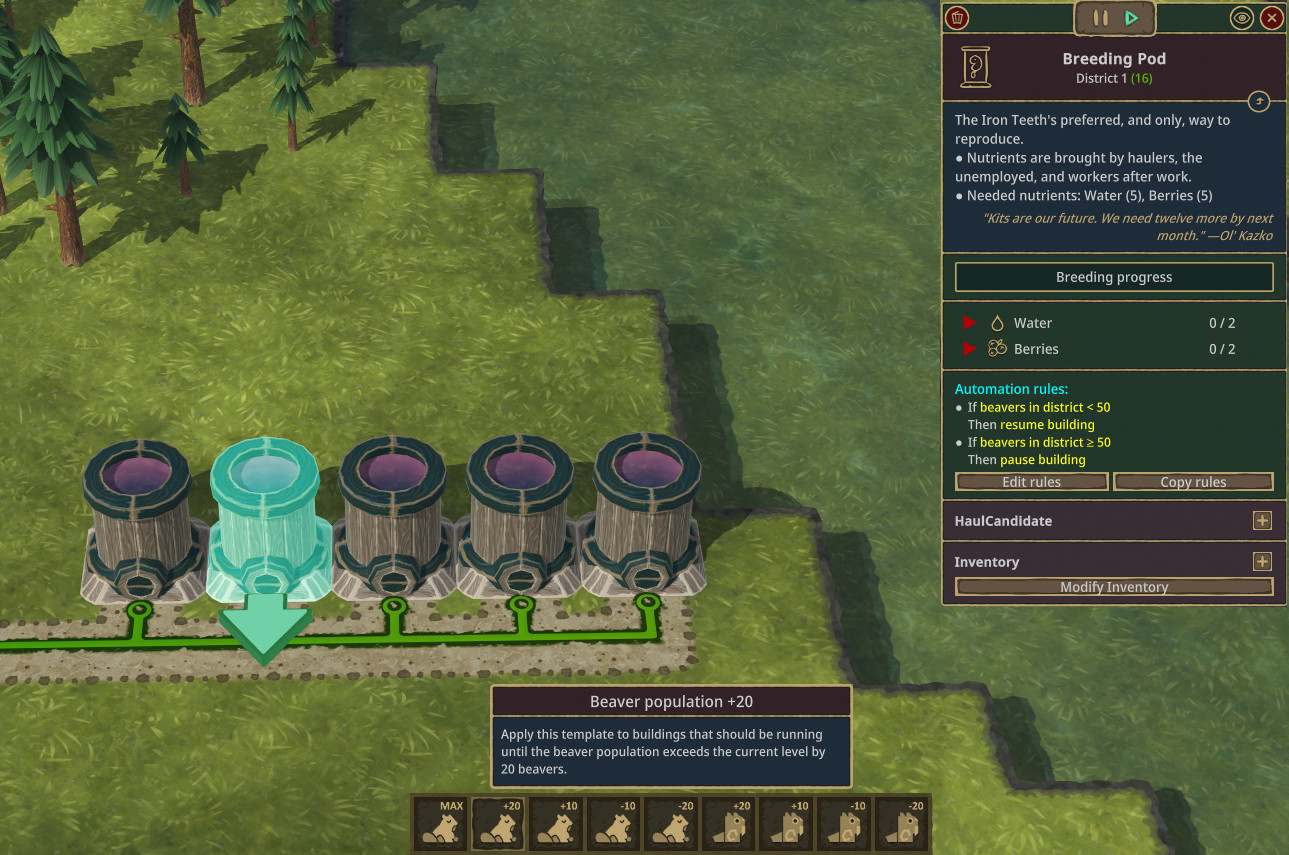 Breeding Pod
District 1 (16)
The Iron Teeth's preferred, and only, way to
reproduce.
● Nutrients are brought by haulers, the
unemployed, and workers after work.
● Needed nutrients: Water (5), Berries (5)
"Kits are our future. We need twelve more by next
month." —Ol' Kazko
Breeding progress
Water 0 / 2
Berries 0 / 2
Automation rules:
● If beavers in district < 50
Then resume building
● If beavers in district ≥ 50
Then pause building
Edit rules Copy rules
HaulCandidate
Inventory
Modify Inventory
Beaver population +20
Apply this template to buildings that should be running
until the beaver population exceeds the current level by
20 beavers.
MAX +20 +10 -10 -20 +20 +10 -10 -20